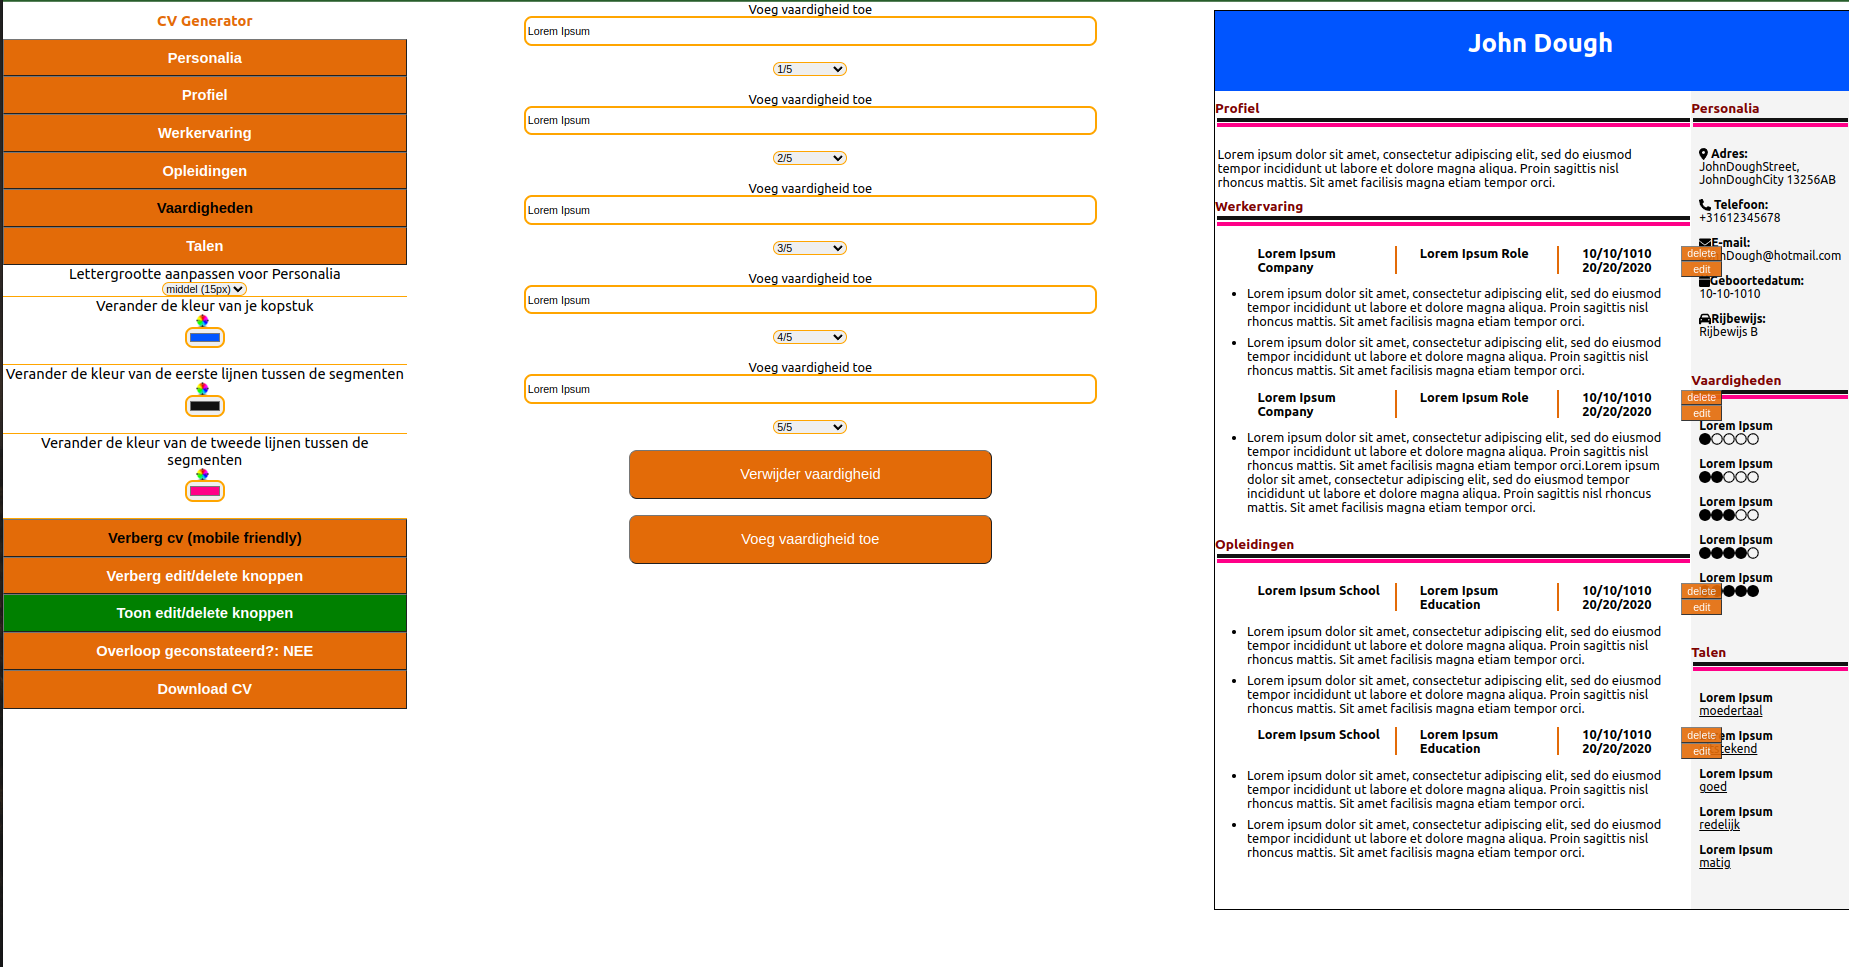 CV Generator
Personalia
Profiel
Werkervaring
Opleidingen
Vaardigheden
Talen
Lettergrootte aanpassen voor Personalia
middel (15px)
Verander de kleur van je kopstuk
Verander de kleur van de eerste lijnen tussen de segmenten
Verander de kleur van de tweede lijnen tussen de
segmenten
Verberg cv (mobile friendly)
Verberg edit/delete knoppen
Toon edit/delete knoppen
Overloop geconstateerd?: NEE
Download CV
Voeg vaardigheid toe
Lorem Ipsum
1/5
Voeg vaardigheid toe
Lorem Ipsum
2/5
Voeg vaardigheid toe
Lorem Ipsum
3/5
Voeg vaardigheid toe
Lorem Ipsum
4/5
Voeg vaardigheid toe
Lorem Ipsum
5/5
Verwijder vaardigheid
Voeg vaardigheid toe
John Dough
Profiel
Lorem ipsum dolor sit amet, consectetur adipiscing elit, sed do eiusmod
tempor incididunt ut labore et dolore magna aliqua. Proin sagittis nisl
rhoncus mattis. Sit amet facilisis magna etiam tempor orci.
Werkervaring
Lorem Ipsum Lorem Ipsum Role 10/10/1010 delete
Company 20/20/2020 edit
Lorem ipsum dolor sit amet, consectetur adipiscing elit, sed do eiusmod
tempor incididunt ut labore et dolore magna aliqua. Proin sagittis nisl
rhoncus mattis. Sit amet facilisis magna etiam tempor orci.
Lorem ipsum dolor sit amet, consectetur adipiscing elit, sed do eiusmod
tempor incididunt ut labore et dolore magna aliqua. Proin sagittis nisl
rhoncus mattis. Sit amet facilisis magna etiam tempor orci.
Lorem Ipsum Lorem Ipsum Role 10/10/1010 delete
Company 20/20/2020 edit
Lorem ipsum dolor sit amet, consectetur adipiscing elit, sed do eiusmod
tempor incididunt ut labore et dolore magna aliqua. Proin sagittis nisl
rhoncus mattis. Sit amet facilisis magna etiam tempor orci.Lorem ipsum
dolor sit amet, consectetur adipiscing elit, sed do eiusmod tempor
incididunt ut labore et dolore magna aliqua. Proin sagittis nisl rhoncus
mattis. Sit amet facilisis magna etiam tempor orci.
Opleidingen
Lorem Ipsum School Lorem Ipsum 10/10/1010 delete
Education 20/20/2020 edit
Lorem ipsum dolor sit amet, consectetur adipiscing elit, sed do eiusmod
tempor incididunt ut labore et dolore magna aliqua. Proin sagittis nisl
rhoncus mattis. Sit amet facilisis magna etiam tempor orci.
Lorem ipsum dolor sit amet, consectetur adipiscing elit, sed do eiusmod
tempor incididunt ut labore et dolore magna aliqua. Proin sagittis nisl
rhoncus mattis. Sit amet facilisis magna etiam tempor orci.
Lorem Ipsum School Lorem Ipsum 10/10/1010 delete
Education 20/20/2020 edit
Lorem ipsum dolor sit amet, consectetur adipiscing elit, sed do eiusmod
tempor incididunt ut labore et dolore magna aliqua. Proin sagittis nisl
rhoncus mattis. Sit amet facilisis magna etiam tempor orci.
Lorem ipsum dolor sit amet, consectetur adipiscing elit, sed do eiusmod
tempor incididunt ut labore et dolore magna aliqua. Proin sagittis nisl
rhoncus mattis. Sit amet facilisis magna etiam tempor orci.
Personalia
Adres:
JohnDoughStreet,
JohnDoughCity 13256AB
Telefoon:
+31612345678
E-mail:
nDough@hotmail.com
Geboortedatum:
10-10-1010
Rijbewijs:
Rijbewijs B
Vaardigheden
Lorem Ipsum
Lorem Ipsum
Lorem Ipsum
Lorem Ipsum
Lorem Ipsum
Talen
Lorem Ipsum
moedertaal
em Ipsum
tekend
Lorem Ipsum
goed
Lorem Ipsum
redelijk
Lorem Ipsum
matig